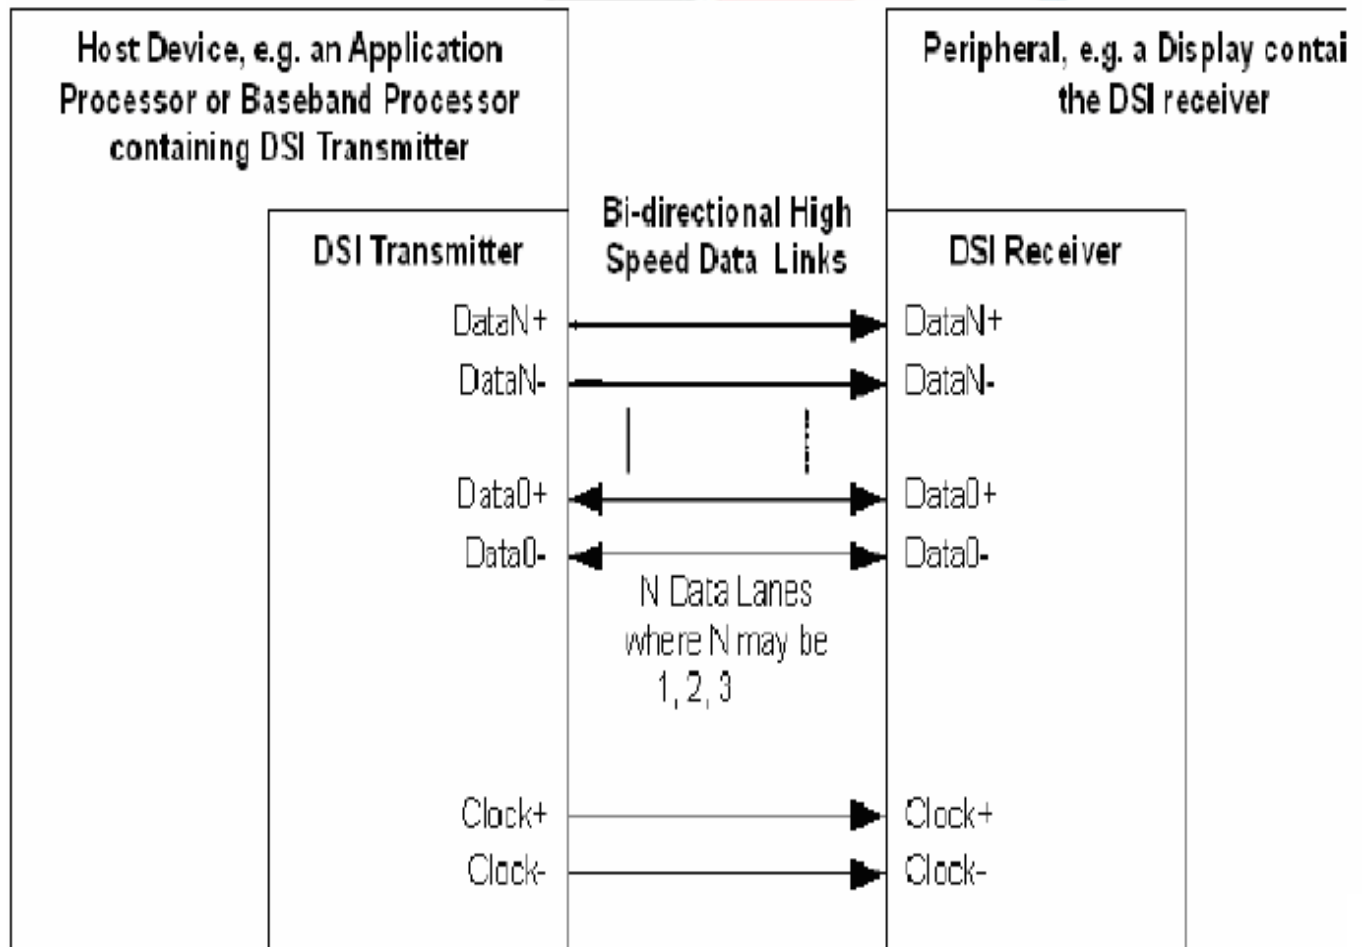 Host Device, e.g. an Application
Processor or Baseband Processor
containing DSI Transmitter
Peripheral, e.g. a Display contai
the DSI receiver
Bi-directional High
Speed Data Links
DSI Transmitter
DSI Receiver
DataN+
DataN+
DataN-
DataN-
Data0+
Data0+
Data0-
Data0-
N Data Lanes
where N may be
1, 2, 3
Clock+
Clock+
Clock-
Clock-